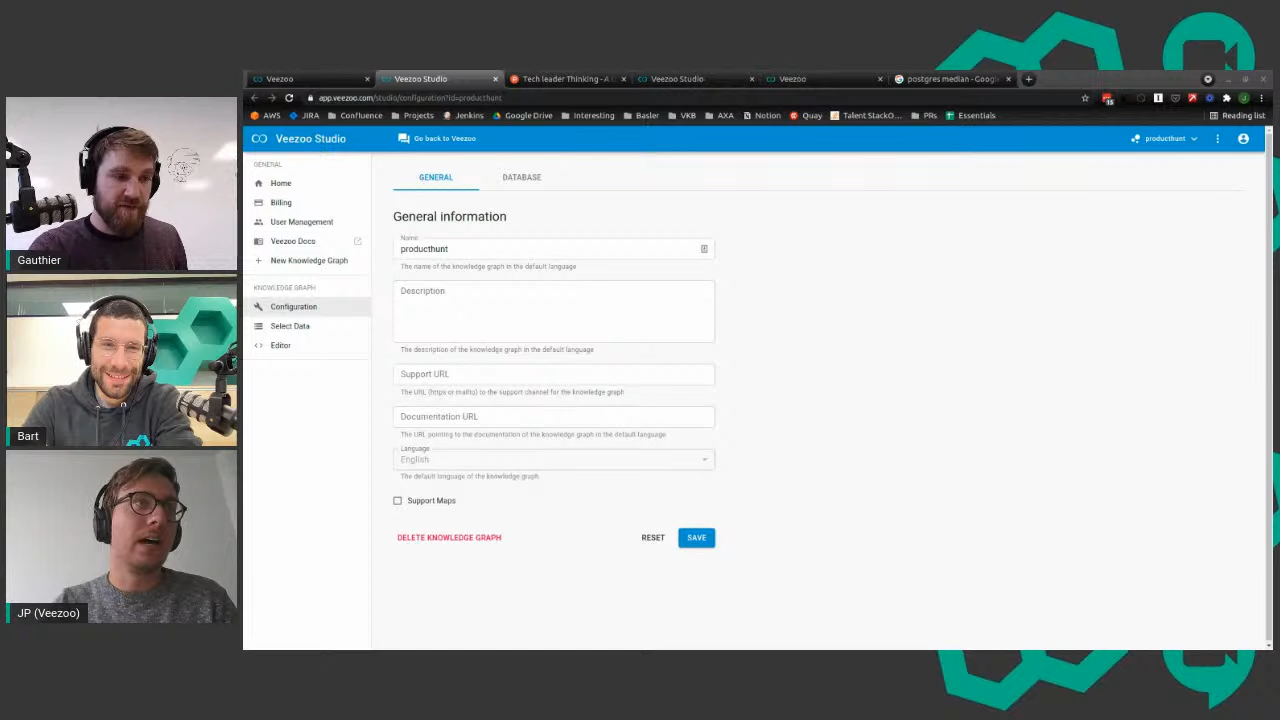 Gauthier
Bart
JP (Veezoo)
Veezoo
Veezoo Studio
Tech leader Thinking - A C
Veezoo Studio
Veezoo
postgres median - Googl
app.veezoo.com/studio/configuration?id=producthunt
AWS
JIRA
Confluence
Projects
Jenkins
Google Drive
Interesting
Basler
VKB
AXA
Notion
Quay
Talent StackO...
PRs
Essentials
Reading list
Veezoo Studio
Go back to Veezoo
producthunt
GENERAL
Home
Billing
User Management
Veezoo Docs
New Knowledge Graph
KNOWLEDGE GRAPH
Configuration
Select Data
Editor
GENERAL
DATABASE
General information
Name
producthunt
The name of the knowledge graph in the default language
Description
The description of the knowledge graph in the default language
Support URL
The URL (https or mailto) to the support channel for the knowledge graph
Documentation URL
The URL pointing to the documentation of the knowledge graph in the default language
Language
English
The default language of the knowledge graph
Support Maps
DELETE KNOWLEDGE GRAPH
RESET
SAVE